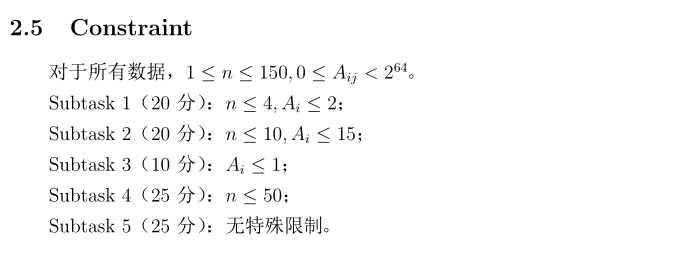 2.5 Constraint
对于所有数据，$1 \leq n \leq 150, 0 \leq A_{ij} < 2^{64}$。
Subtask 1（20 分）：$n \leq 4, A_i \leq 2$；
Subtask 2（20 分）：$n \leq 10, A_i \leq 15$；
Subtask 3（10 分）：$A_i \leq 1$；
Subtask 4（25 分）：$n \leq 50$；
Subtask 5（25 分）：无特殊限制。